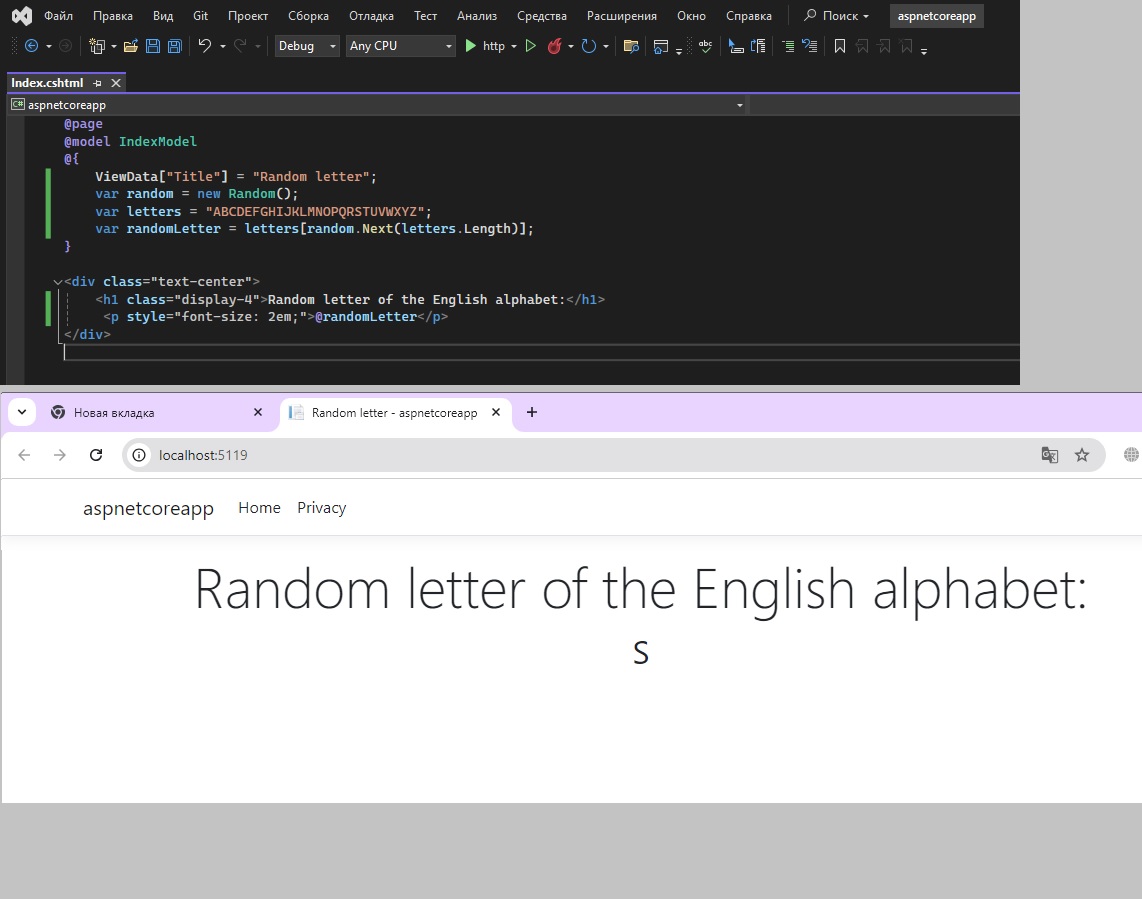 Файл Правка Вид Git Проект Сборка Отладка Тест Анализ Средства Расширения Окно Справка Поиск aspnetcoreapp
Debug Any CPU http abc
Index.cshtml
C# aspnetcoreapp
@page
@model IndexModel
@{
ViewData["Title"] = "Random letter";
var random = new Random();
var letters = "ABCDEFGHIJKLMNOPQRSTUVWXYZ";
var randomLetter = letters[random.Next(letters.Length)];
}
<div class="text-center">
<h1 class="display-4">Random letter of the English alphabet:</h1>
<p style="font-size: 2em;">@randomLetter</p>
</div>
Новая вкладка Random letter - aspnetcoreapp
localhost:5119
aspnetcoreapp Home Privacy
Random letter of the English alphabet:
S